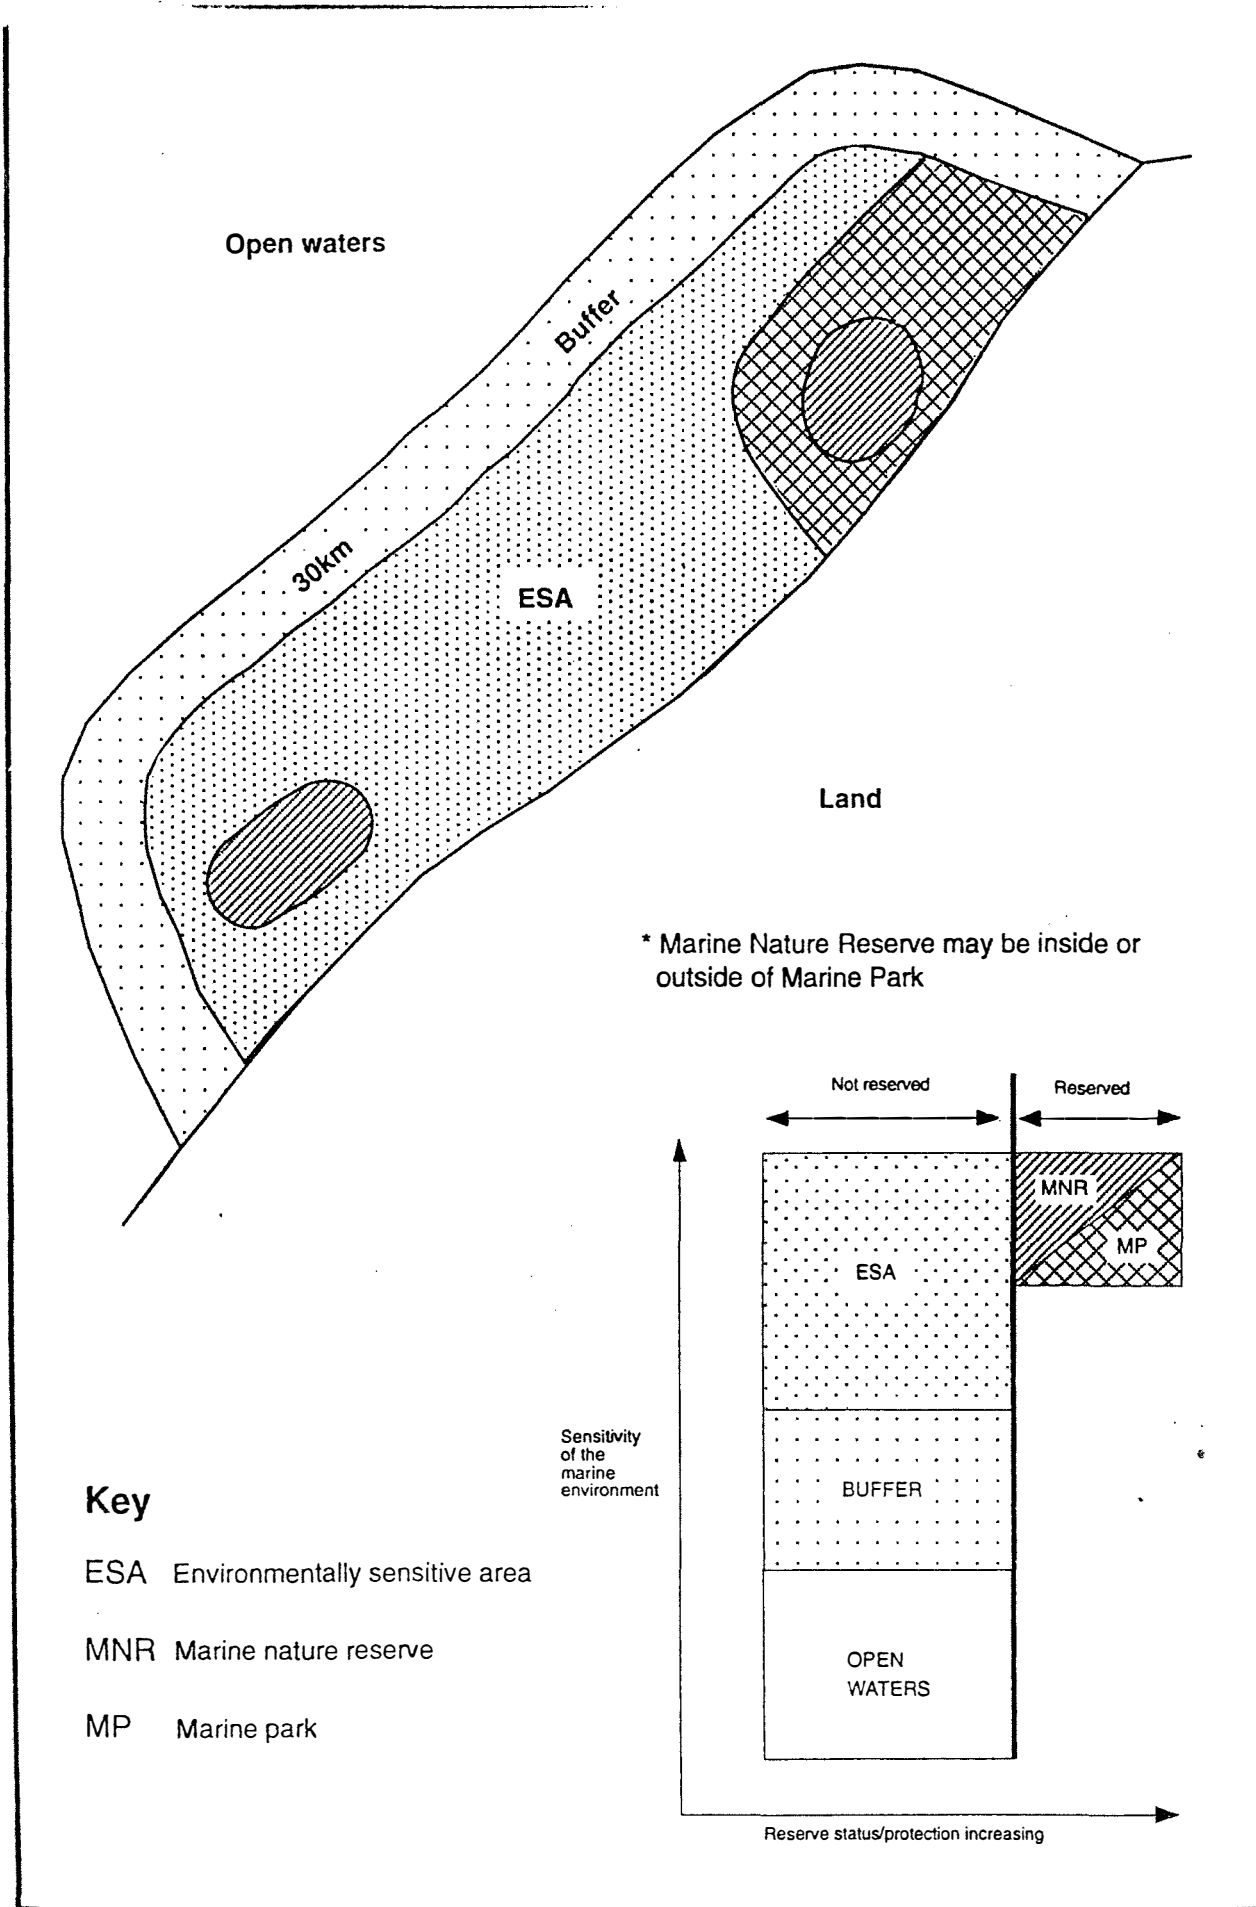 Open waters
Buffer
30km
ESA
Land
* Marine Nature Reserve may be inside or
outside of Marine Park
Not reserved
Reserved
MNR
MP
ESA
Sensitivity
of the
marine
environment
BUFFER
OPEN
WATERS
Reserve status/protection increasing
Key
ESA Environmentally sensitive area
MNR Marine nature reserve
MP Marine park